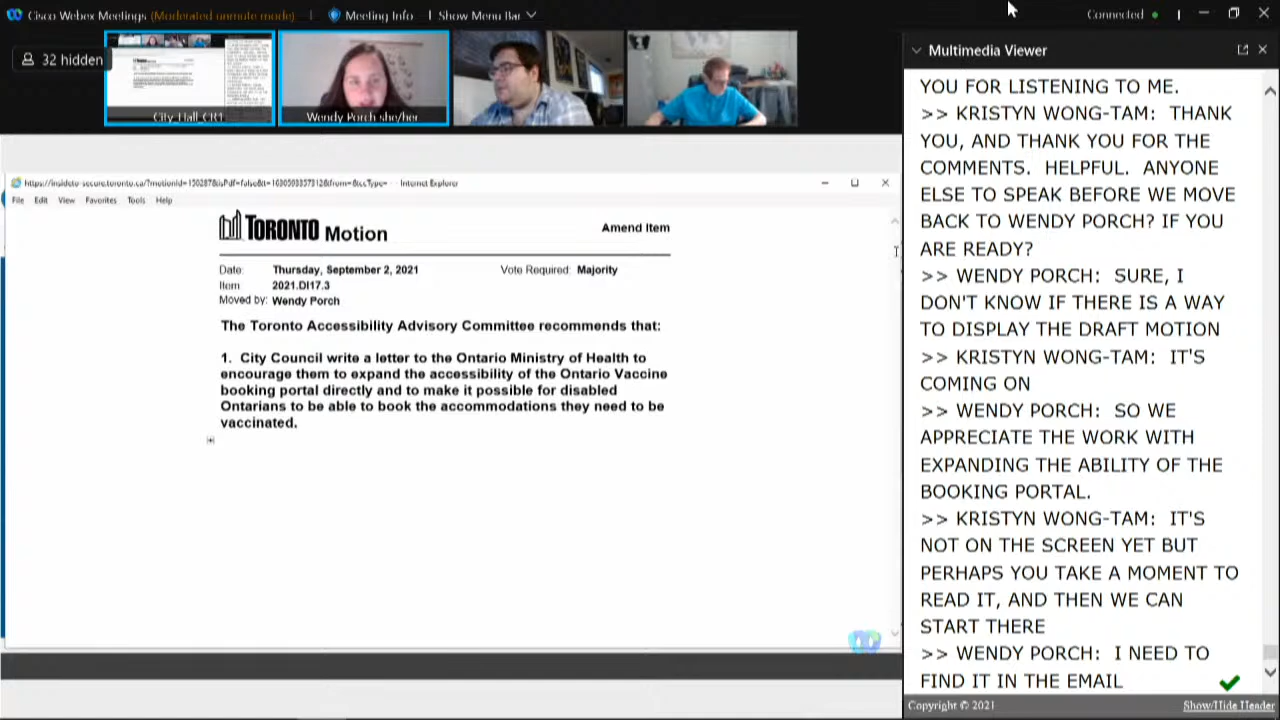 Cisco Webex Meetings (Moderated unmute mode) | Meeting Info | Show Menu Bar
Connected
32 hidden
City_Hall_CR1
Wendy Porch she/her
Multimedia Viewer
- Internet Explorer
File Edit View Favorites Tools Help
TORONTO Motion
Amend Item
Date: Thursday, September 2, 2021
Vote Required: Majority
Item 2021.DI17.3
Moved by: Wendy Porch
The Toronto Accessibility Advisory Committee recommends that:
1. City Council write a letter to the Ontario Ministry of Health to
encourage them to expand the accessibility of the Ontario Vaccine
booking portal directly and to make it possible for disabled
Ontarians to be able to book the accommodations they need to be
vaccinated.
YOU FOR LISTENING TO ME.
>> KRISTYN WONG-TAM: THANK
YOU, AND THANK YOU FOR THE
COMMENTS. HELPFUL. ANYONE
ELSE TO SPEAK BEFORE WE MOVE
BACK TO WENDY PORCH? IF YOU
ARE READY?
>> WENDY PORCH: SURE, I
DON'T KNOW IF THERE IS A WAY
TO DISPLAY THE DRAFT MOTION
>> KRISTYN WONG-TAM: IT'S
COMING ON
>> WENDY PORCH: SO WE
APPRECIATE THE WORK WITH
EXPANDING THE ABILITY OF THE
BOOKING PORTAL.
>> KRISTYN WONG-TAM: IT'S
NOT ON THE SCREEN YET BUT
PERHAPS YOU TAKE A MOMENT TO
READ IT, AND THEN WE CAN
START THERE
>> WENDY PORCH: I NEED TO
FIND IT IN THE EMAIL
Copyright © 2021
Show/Hide Header